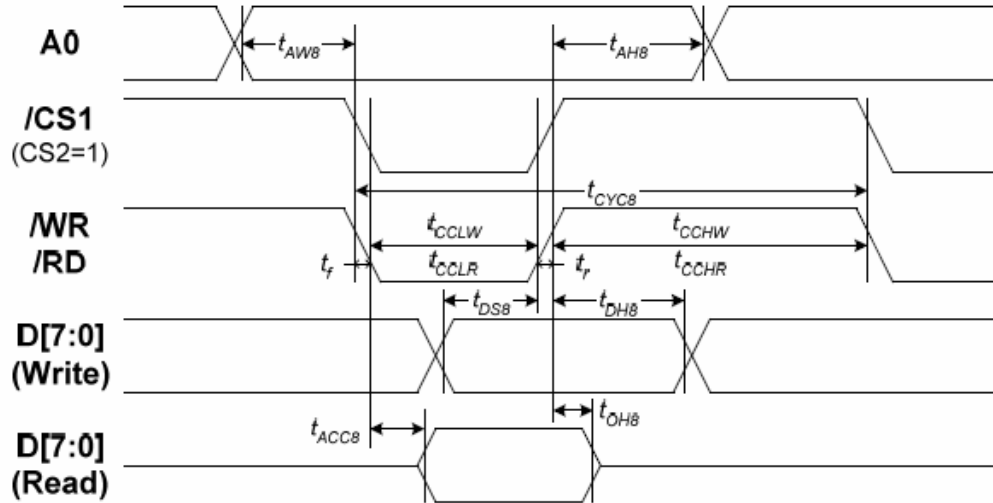 A0
tAW8
tAH8
/CS1
(CS2=1)
tCYC8
/WR
/RD
tCCLW
tCCHW
tf
tCCLR
tr
tCCHR
tDS8
tDH8
D[7:0]
(Write)
tACC8
tOH8
D[7:0]
(Read)